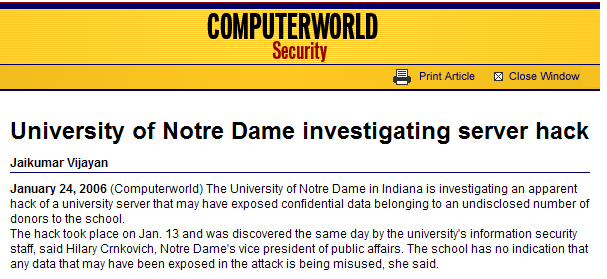 COMPUTERWORLD
Security
Print Article Close Window
University of Notre Dame investigating server hack
Jaikumar Vijayan
January 24, 2006 (Computerworld) The University of Notre Dame in Indiana is investigating an apparent
hack of a university server that may have exposed confidential data belonging to an undisclosed number of
donors to the school.
The hack took place on Jan. 13 and was discovered the same day by the university's information security
staff, said Hilary Crnkovich, Notre Dame's vice president of public affairs. The school has no indication that
any data that may have been exposed in the attack is being misused, she said.